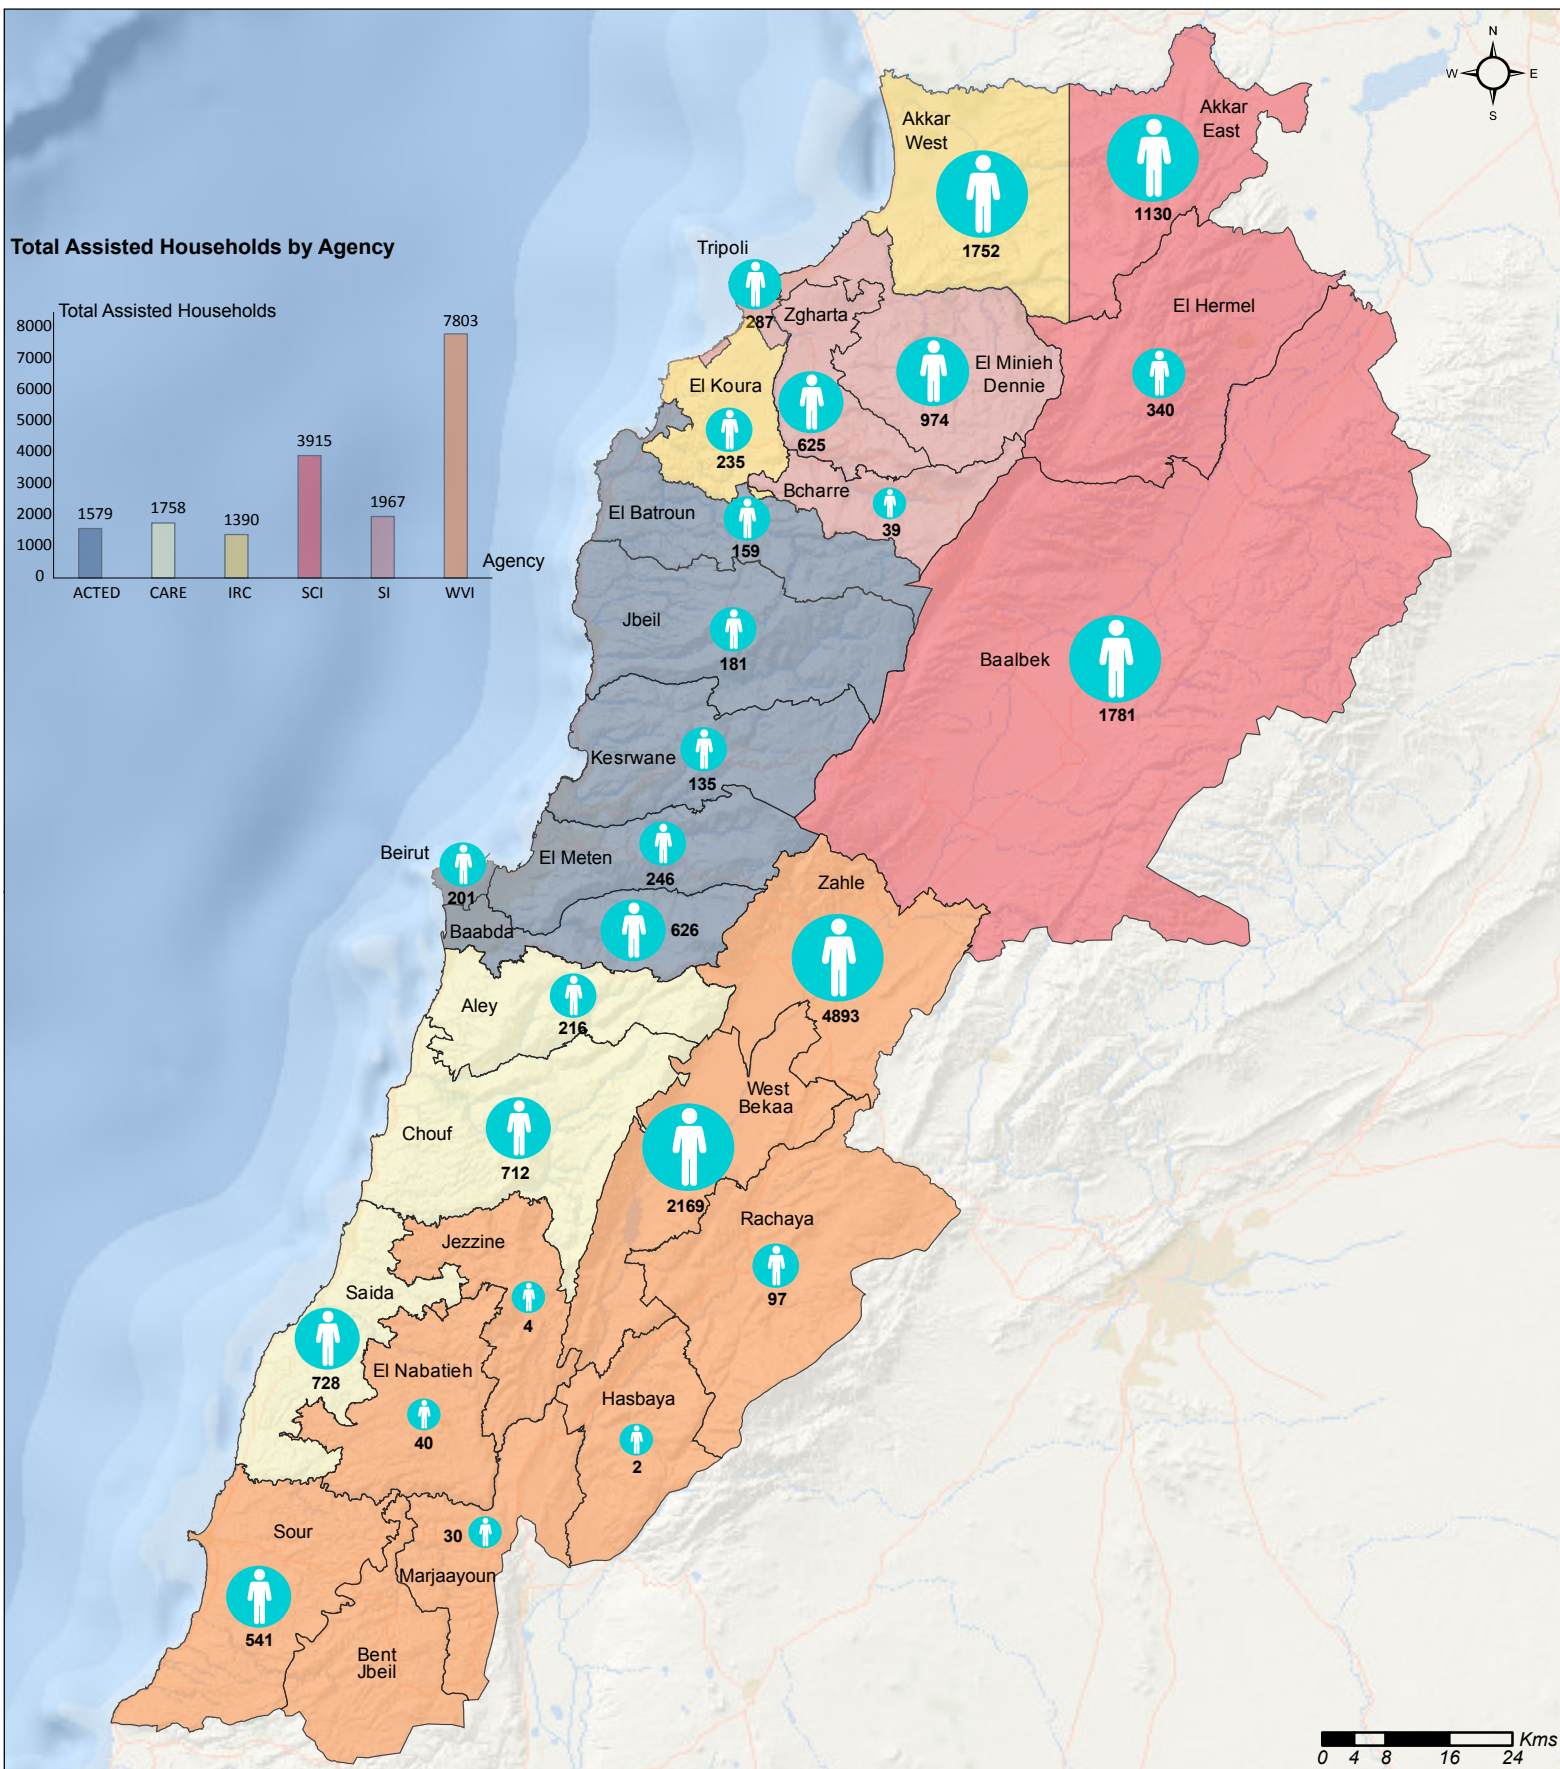 N
W E
S
Akkar
West
1752
Akkar
East
1130
Total Assisted Households by Agency
Total Assisted Households
8000
7000
6000
5000
4000
3000
2000
1000
0
1579
1758
1390
3915
1967
7803
Agency
ACTED
CARE
IRC
SCI
SI
WVI
Tripoli
287
Zgharta
625
El Minieh
Dennie
974
El Hermel
340
El Koura
235
Bcharre
39
El Batroun
159
Jbeil
181
Baalbek
1781
Kesrwane
135
El Meten
246
Beirut
201
Baabda
626
Zahle
4893
Aley
216
West
Bekaa
2169
Chouf
712
Rachaya
97
Jezzine
4
Saida
728
El Nabatieh
40
Hasbaya
2
Sour
541
30
Marjaayoun
Bent
Jbeil
Kms
0 4 8 16 24